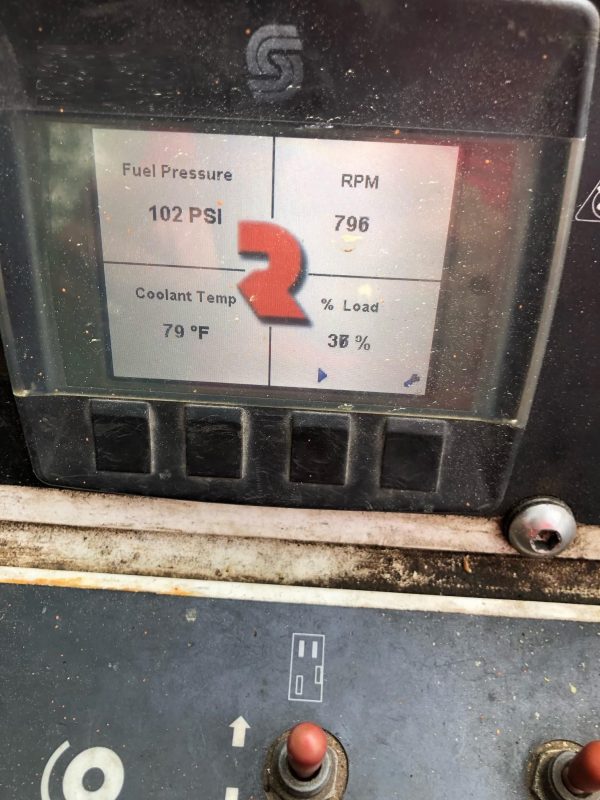 Fuel Pressure
102 PSI
RPM
796
Coolant Temp
79 °F
% Load
%